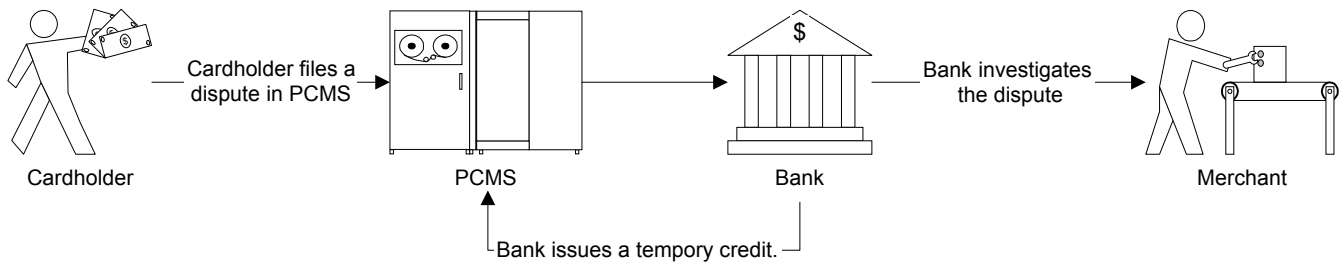 $
$
Cardholder files a
dispute in PCMS
Bank investigates
the dispute
Cardholder
PCMS
Bank
Merchant
Bank issues a tempory credit.